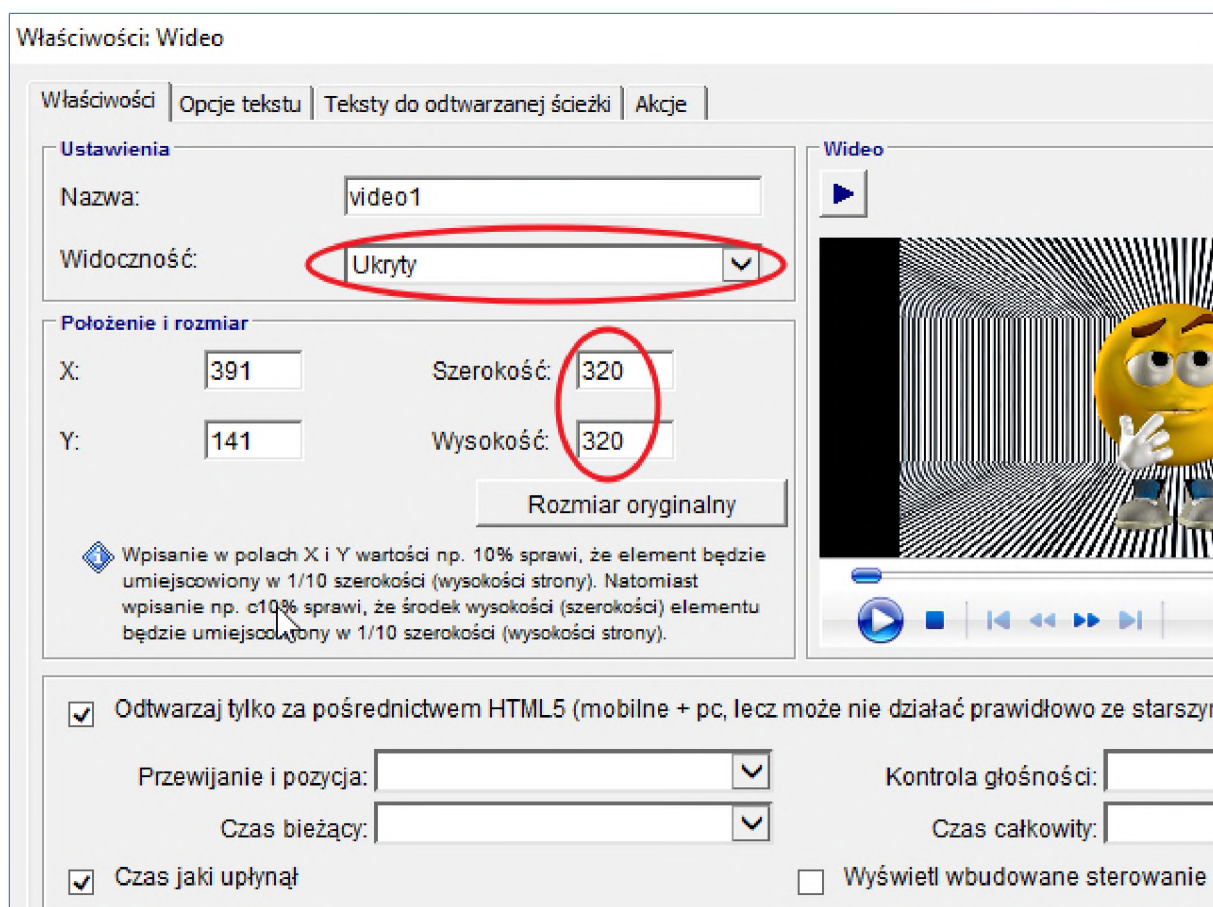 Właściwości: Wideo
Właściwości Opcje tekstu Teksty do odtwarzanej ścieżki Akcje
Ustawienia
Nazwa: video1
Widoczność: Ukryty
Wideo
Położenie i rozmiar
X: 391 Szerokość: 320
Y: 141 Wysokość: 320
Rozmiar oryginalny
Wpisanie w polach X i Y wartości np. 10% sprawi, że element będzie
umiejscowiony w 1/10 szerokości (wysokości strony). Natomiast
wpisanie np. c10% sprawi, że środek wysokości (szerokości) elementu
będzie umiejscowiony w 1/10 szerokości (wysokości strony).
Odtwarzaj tylko za pośrednictwem HTML5 (mobilne + pc, lecz może nie działać prawidłowo ze starszy
Przewijanie i pozycja: Kontrola głośności:
Czas bieżący: Czas całkowity:
Czas jaki upłynął Wyświetl wbudowane sterowanie